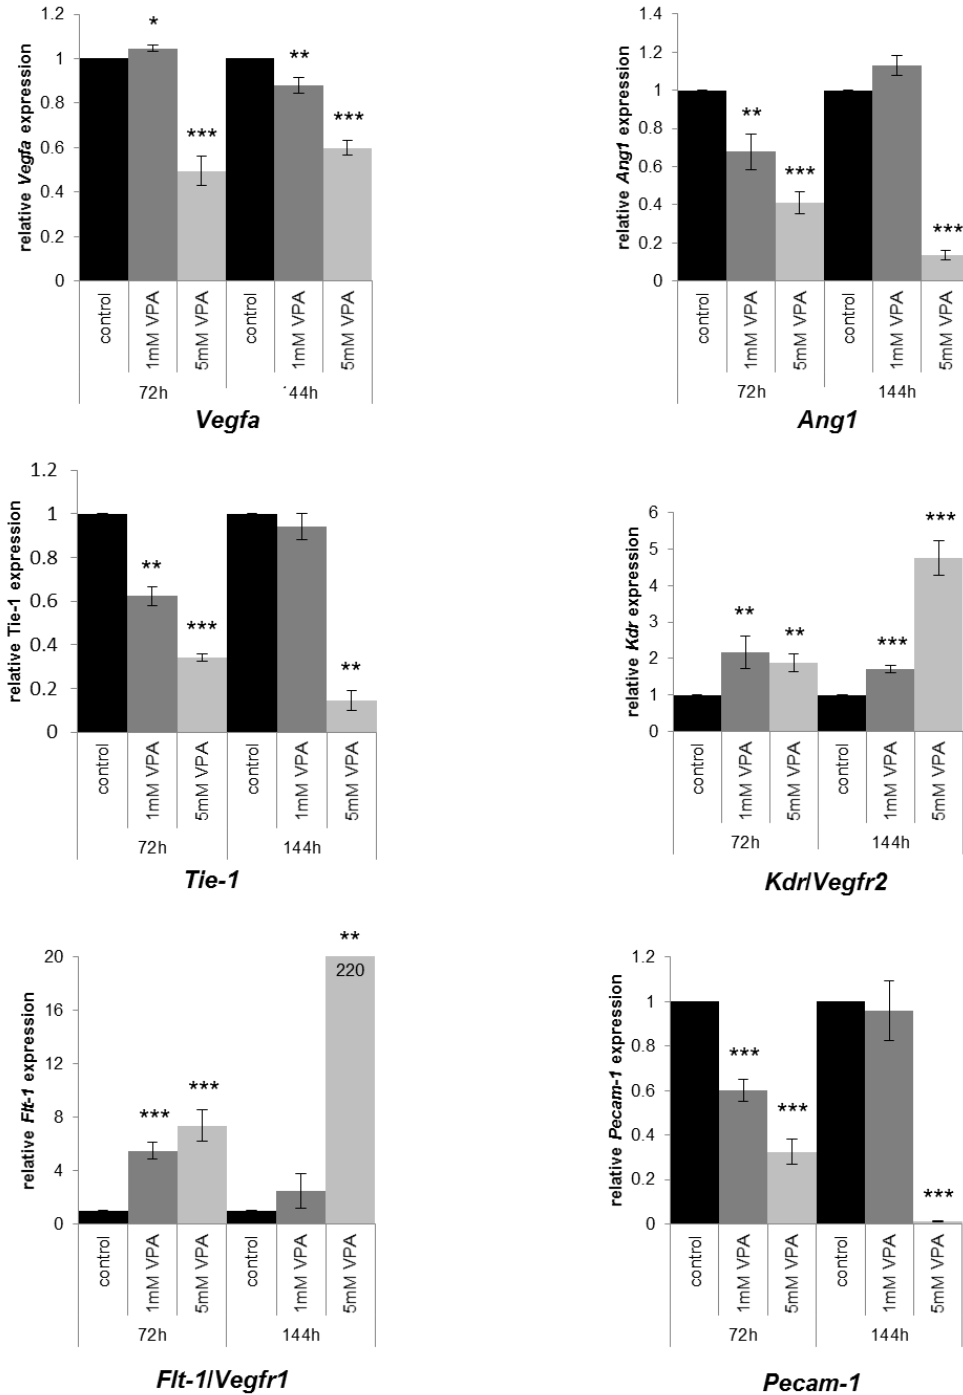 relative Vegfa expression
1.2
1
0.8
0.6
0.4
0.2
0
*
***
**
***
control
1mM VPA
5mM VPA
control
1mM VPA
5mM VPA
72h
44h
Vegfa
relative Ang1 expression
1.4
1.2
1
0.8
0.6
0.4
0.2
0
**
***
***
control
1mM VPA
5mM VPA
control
1mM VPA
5mM VPA
72h
144h
Ang1
relative Tie-1 expression
1.2
1
0.8
0.6
0.4
0.2
0
**
***
**
control
1mM VPA
5mM VPA
control
1mM VPA
5mM VPA
72h
144h
Tie-1
relative Kdr expression
6
5
4
3
2
1
0
**
**
***
***
control
1mM VPA
5mM VPA
control
1mM VPA
5mM VPA
72h
144h
Kdr/Vegfr2
relative Flt-1 expression
20
16
12
8
4
0
***
***
**
220
control
1mM VPA
5mM VPA
control
1mM VPA
5mM VPA
72h
144h
Flt-1/Vegfr1
relative Pecam-1 expression
1.2
1
0.8
0.6
0.4
0.2
0
***
***
***
control
1mM VPA
5mM VPA
control
1mM VPA
5mM VPA
72h
144h
Pecam-1